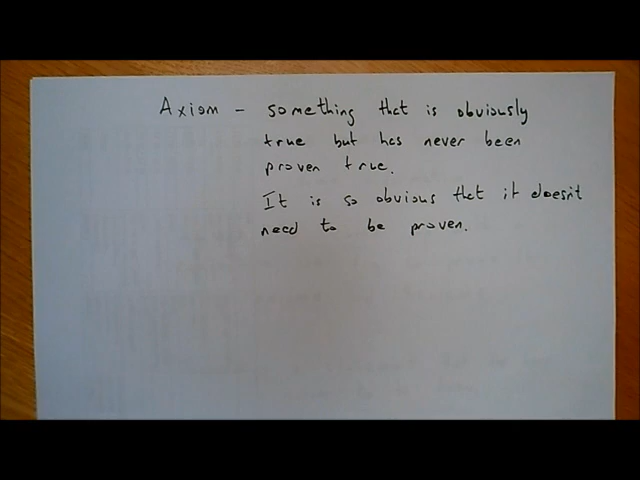 Axiom - something that is obviously
true but has never been
proven true.
It is so obvious that it doesn't
need to be proven.